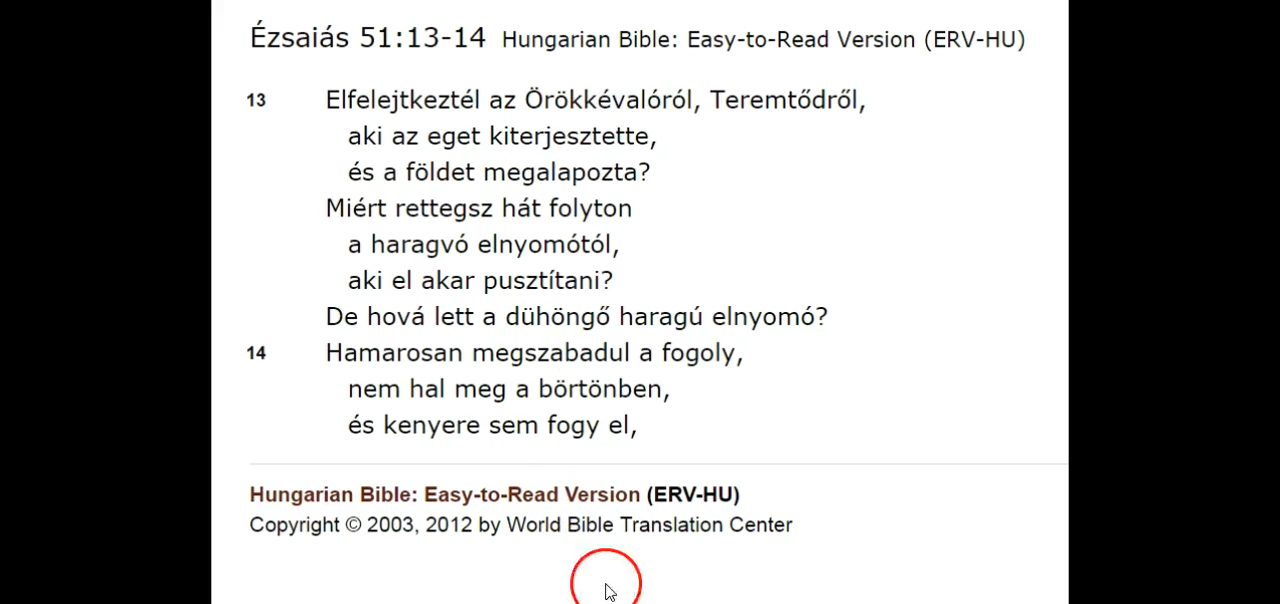 Ézsaiás 51:13-14 Hungarian Bible: Easy-to-Read Version (ERV-HU)
13 Elfelejtkeztél az Örökkévalóról, Teremtődről,
aki az eget kiterjesztette,
és a földet megalapozta?
Miért rettegsz hát folyton
a haragvó elnyomótól,
aki el akar pusztítani?
De hová lett a dühöngő haragú elnyomó?
14 Hamarosan megszabadul a fogoly,
nem hal meg a börtönben,
és kenyere sem fogy el,
Hungarian Bible: Easy-to-Read Version (ERV-HU)
Copyright © 2003, 2012 by World Bible Translation Center